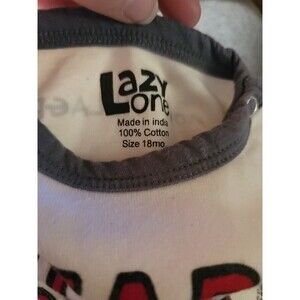 Lazy
one
Made in india
100% Cotton
Size 18mo